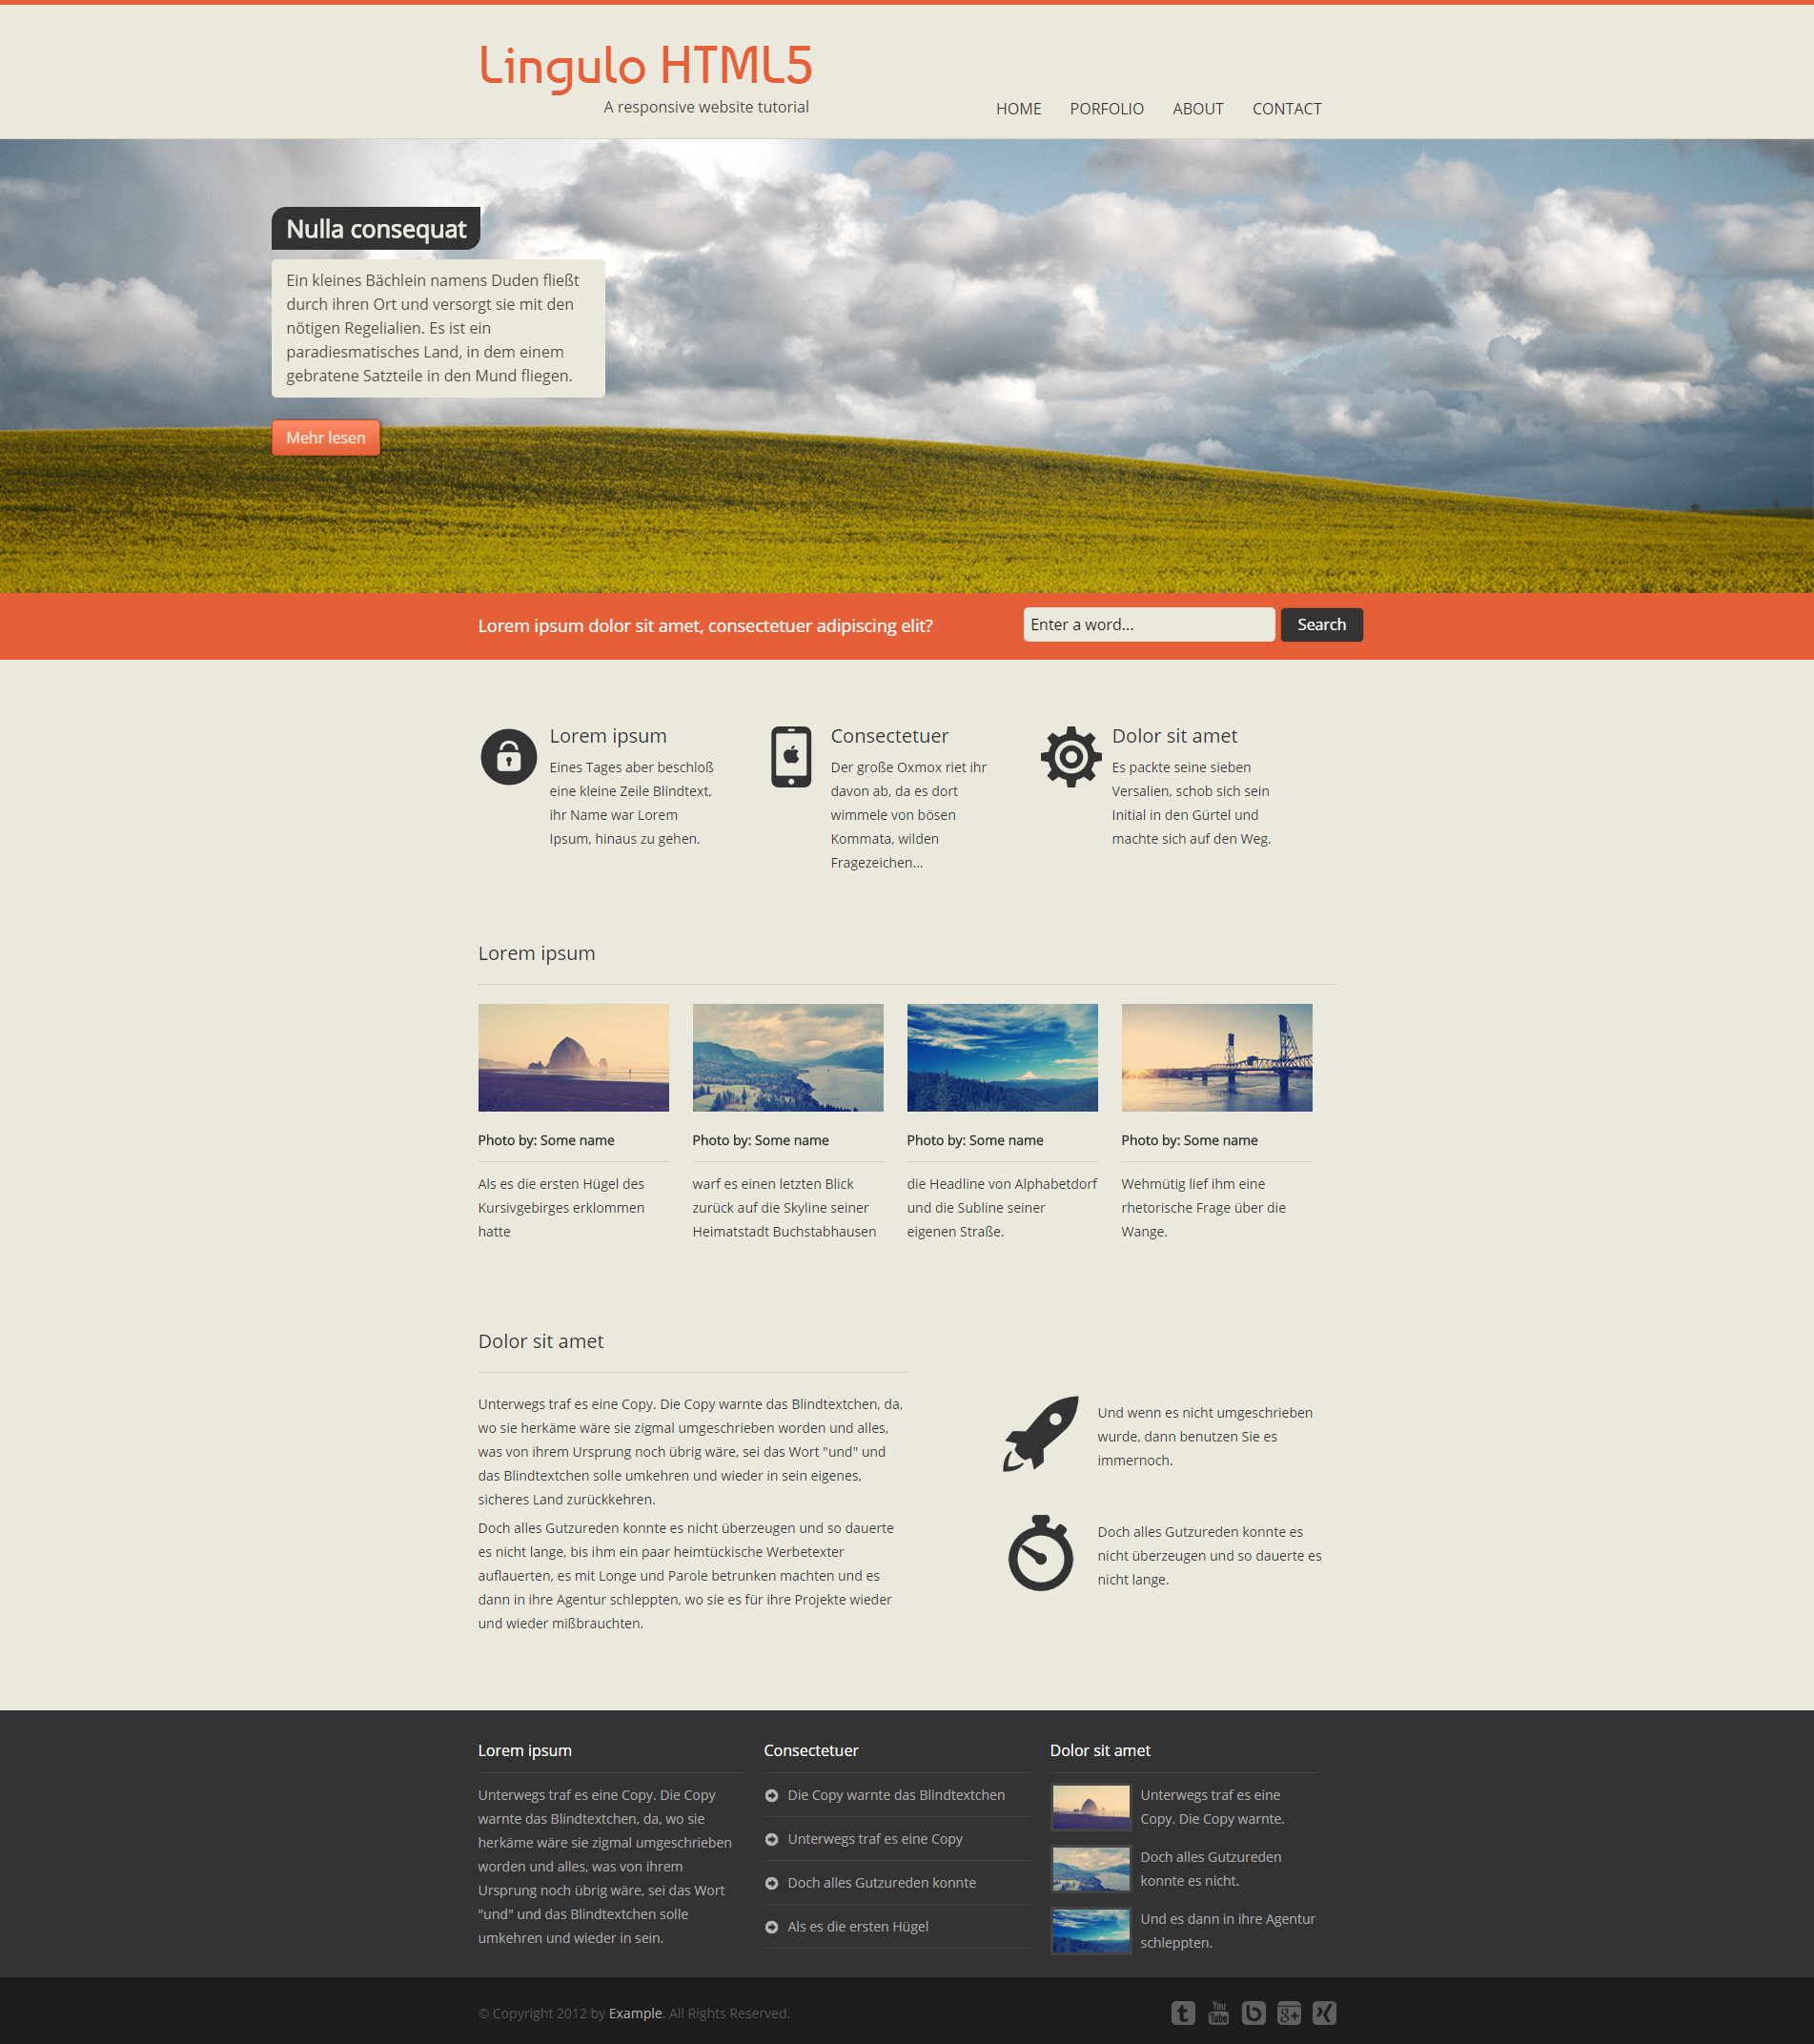 Lingulo HTML5
A responsive website tutorial
HOME PORFOLIO ABOUT CONTACT
Nulla consequat
Ein kleines Bächlein namens Duden fließt
durch ihren Ort und versorgt sie mit den
nötigen Regelialien. Es ist ein
paradiesmatisches Land, in dem einem
gebratene Satzteile in den Mund fliegen.
Mehr lesen
Lorem ipsum dolor sit amet, consectetuer adipiscing elit?
Enter a word...
Search
Lorem ipsum
Eines Tages aber beschloß
eine kleine Zeile Blindtext,
ihr Name war Lorem
Ipsum, hinaus zu gehen.
Consectetuer
Der große Oxmox riet ihr
davon ab, da es dort
wimmele von bösen
Kommata, wilden
Fragezeichen...
Dolor sit amet
Es packte seine sieben
Versalien, schob sich sein
Initial in den Gürtel und
machte sich auf den Weg.
Lorem ipsum
Photo by: Some name
Als es die ersten Hügel des
Kursivgebirges erklommen
hatte
Photo by: Some name
warf es einen letzten Blick
zurück auf die Skyline seiner
Heimatstadt Buchstabhausen
Photo by: Some name
die Headline von Alphabetdorf
und die Subline seiner
eigenen Straße.
Photo by: Some name
Wehmütig lief ihm eine
rhetorische Frage über die
Wange.
Dolor sit amet
Unterwegs traf es eine Copy. Die Copy warnte das Blindtextchen, da,
wo sie herkäme wäre sie zigmal umgeschrieben worden und alles,
was von ihrem Ursprung noch übrig wäre, sei das Wort "und" und
das Blindtextchen solle umkehren und wieder in sein eigenes,
sicheres Land zurückkehren.
Doch alles Gutzureden konnte es nicht überzeugen und so dauerte
es nicht lange, bis ihm ein paar heimtückische Werbetexter
auflauerten, es mit Longe und Parole betrunken machten und es
dann in ihre Agentur schleppten, wo sie es für ihre Projekte wieder
und wieder mißbrauchten.
Und wenn es nicht umgeschrieben
wurde, dann benutzen Sie es
immernoch.
Doch alles Gutzureden konnte es
nicht überzeugen und so dauerte es
nicht lange.
Lorem ipsum
Unterwegs traf es eine Copy. Die Copy
warnte das Blindtextchen, da, wo sie
herkäme wäre sie zigmal umgeschrieben
worden und alles, was von ihrem
Ursprung noch übrig wäre, sei das Wort
"und" und das Blindtextchen solle
umkehren und wieder in sein.
Consectetuer
Die Copy warnte das Blindtextchen
Unterwegs traf es eine Copy
Doch alles Gutzureden konnte
Als es die ersten Hügel
Dolor sit amet
Unterwegs traf es eine
Copy. Die Copy warnte.
Doch alles Gutzureden
konnte es nicht.
Und es dann in ihre Agentur
schleppten.
© Copyright 2012 by Example. All Rights Reserved.
You
Tube
g+